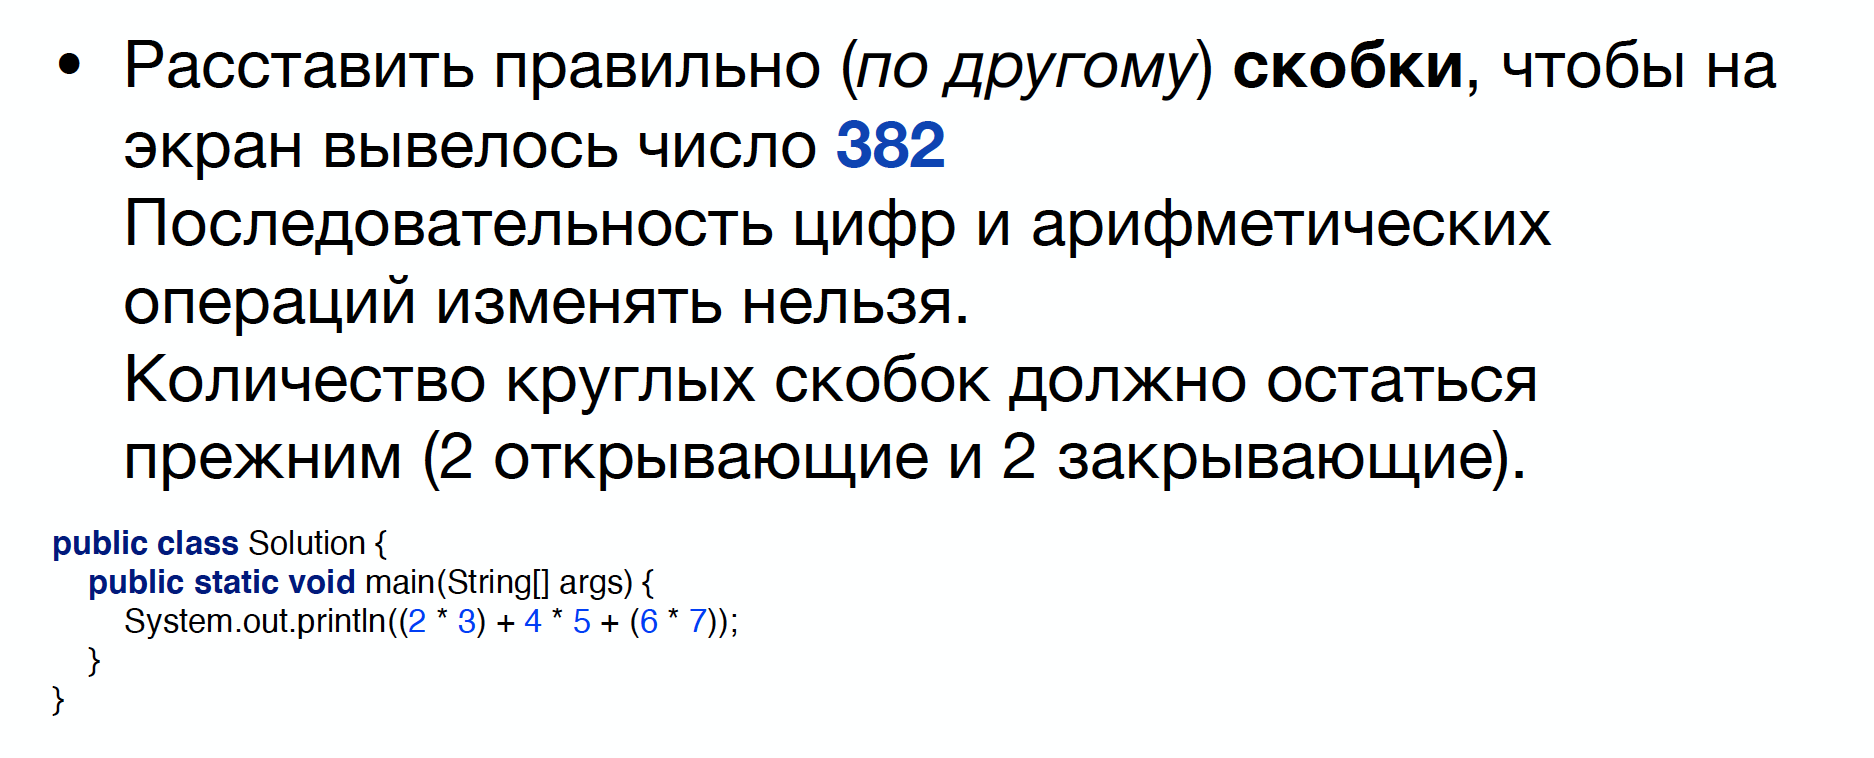 • Расставить правильно (по другому) скобки, чтобы на
экран вывелось число 382
Последовательность цифр и арифметических
операций изменять нельзя.
Количество круглых скобок должно остаться
прежним (2 открывающие и 2 закрывающие).
public class Solution {
public static void main(String[] args) {
System.out.println((2 * 3) + 4 * 5 + (6 * 7));
}
}